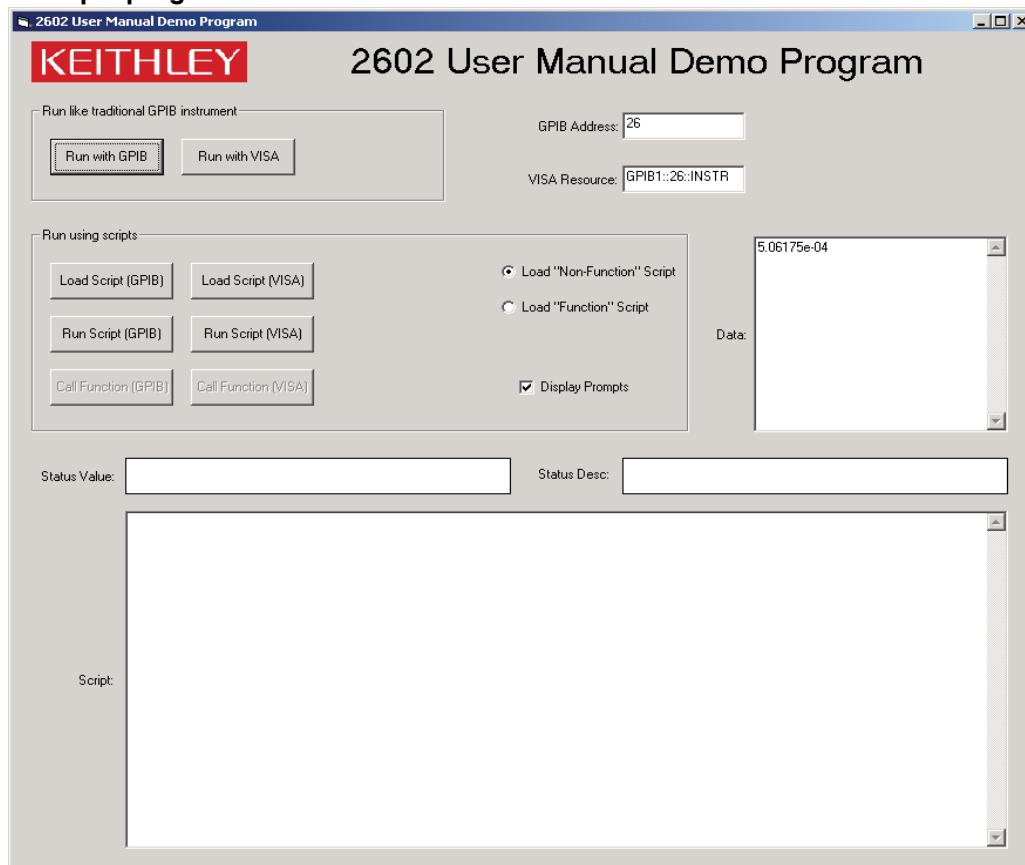 2602 User Manual Demo Program
KEITHLEY
2602 User Manual Demo Program
Run like traditional GPIB instrument
Run with GPIB
Run with VISA
GPIB Address:
26
VISA Resource:
GPIB1::26::INSTR
Run using scripts
Load Script (GPIB)
Load Script (VISA)
Load "Non-Function" Script
Load "Function" Script
Run Script (GPIB)
Run Script (VISA)
Call Function (GPIB)
Call Function (VISA)
Display Prompts
Data:
5.06175e-04
Status Value:
Status Desc:
Script: